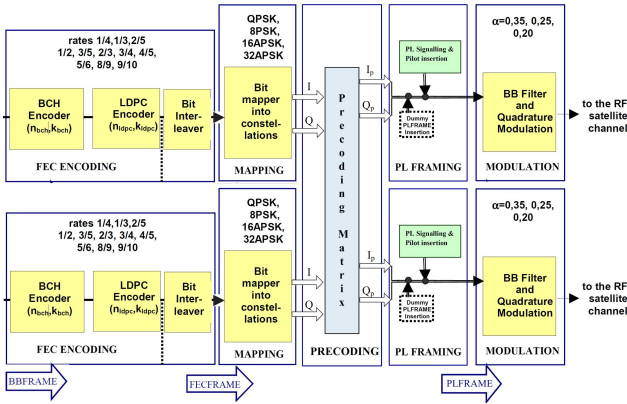 rates 1/4,1/3,2/5
1/2, 3/5, 2/3, 3/4, 4/5,
5/6, 8/9, 9/10
BCH
Encoder
(nbch,kbch)
LDPC
Encoder
(nldpc,kldpc)
Bit
Inter-
leaver
FEC ENCODING
QPSK,
8PSK,
16APSK,
32APSK
Bit
mapper
into
constel-
lations
MAPPING
I
Q
Precoding Matrix
PRECODING
Ip
Qp
PL Signalling &
Pilot insertion
Dummy
PLFRAME
Insertion
PL FRAMING
α=0,35, 0,25,
0,20
BB Filter
and
Quadrature
Modulation
MODULATION
to the RF
satellite
channel
rates 1/4,1/3,2/5
1/2, 3/5, 2/3, 3/4, 4/5,
5/6, 8/9, 9/10
BCH
Encoder
(nbch,kbch)
LDPC
Encoder
(nldpc,kldpc)
Bit
Inter-
leaver
FEC ENCODING
QPSK,
8PSK,
16APSK,
32APSK
Bit
mapper
into
constel-
lations
MAPPING
I
Q
Ip
Qp
PL Signalling &
Pilot insertion
Dummy
PLFRAME
Insertion
PL FRAMING
α=0,35, 0,25,
0,20
BB Filter
and
Quadrature
Modulation
MODULATION
to the RF
satellite
channel
BBFRAME
FECFRAME
PLFRAME